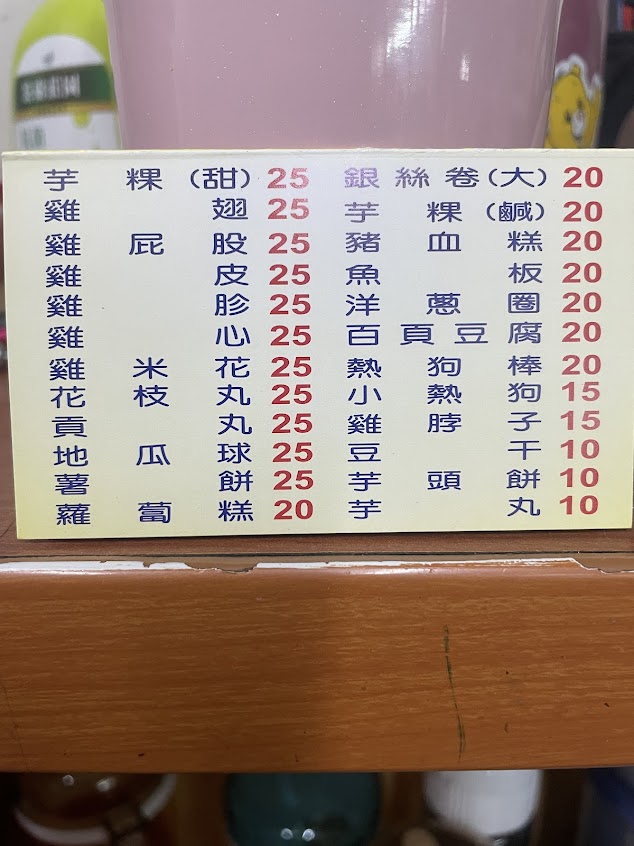 芋粿(甜) 25
雞翅 25
雞屁股 25
雞皮 25
雞胗 25
雞心 25
雞米花 25
花枝丸 25
貢丸 25
地瓜球 25
薯餅 25
蘿蔔糕 20
銀絲卷(大) 20
芋粿(鹹) 20
豬血糕 20
魚板 20
洋蔥圈 20
百頁豆腐 20
熱狗棒 20
小熱狗 15
雞脖子 15
豆干 10
芋頭餅 10
芋丸 10